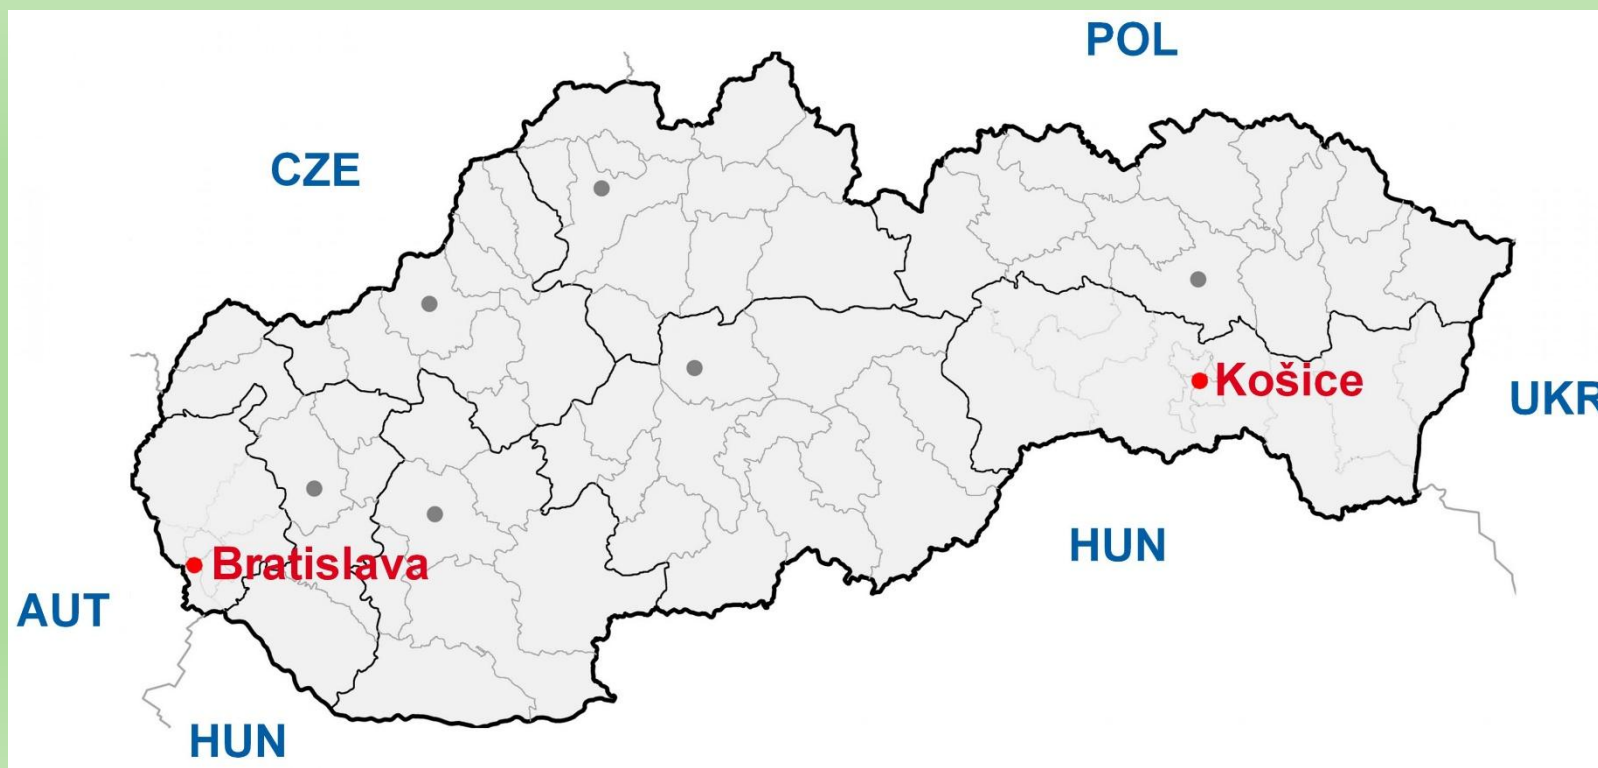 POL
CZE
Košice
UKR
HUN
Bratislava
AUT
HUN